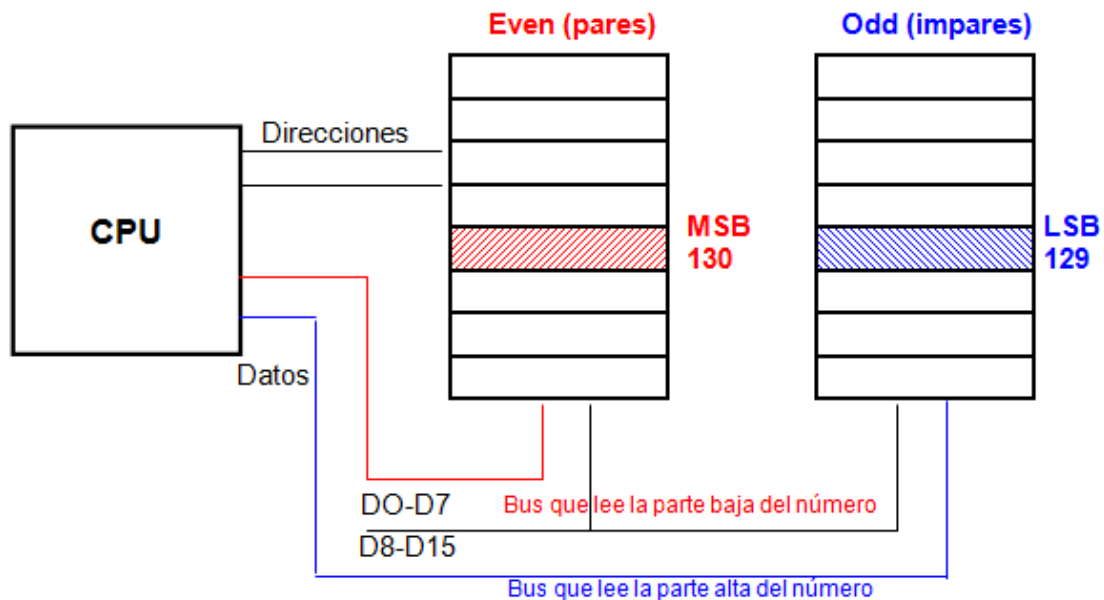 Even (pares)
Odd (impares)
Direcciones
CPU
MSB
130
LSB
129
Datos
DO-D7
Bus que lee la parte baja del número
D8-D15
Bus que lee la parte alta del número